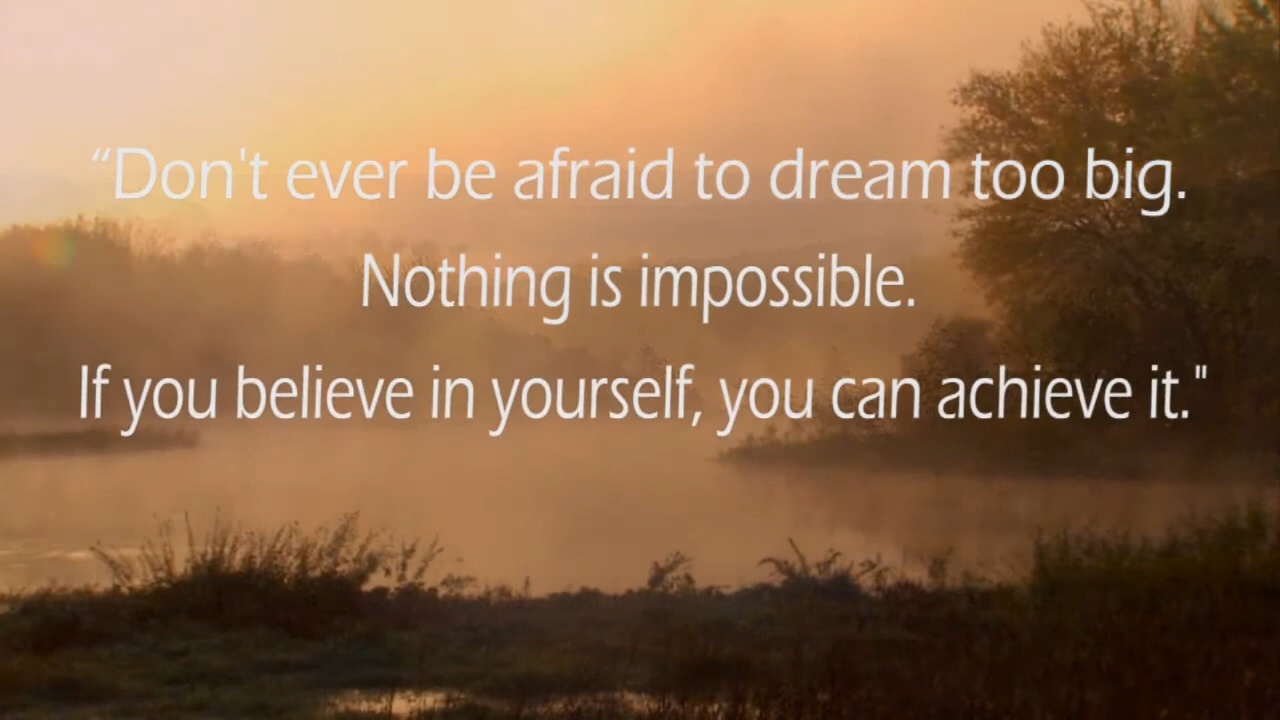 “Don't ever be afraid to dream too big.
Nothing is impossible.
If you believe in yourself, you can achieve it."